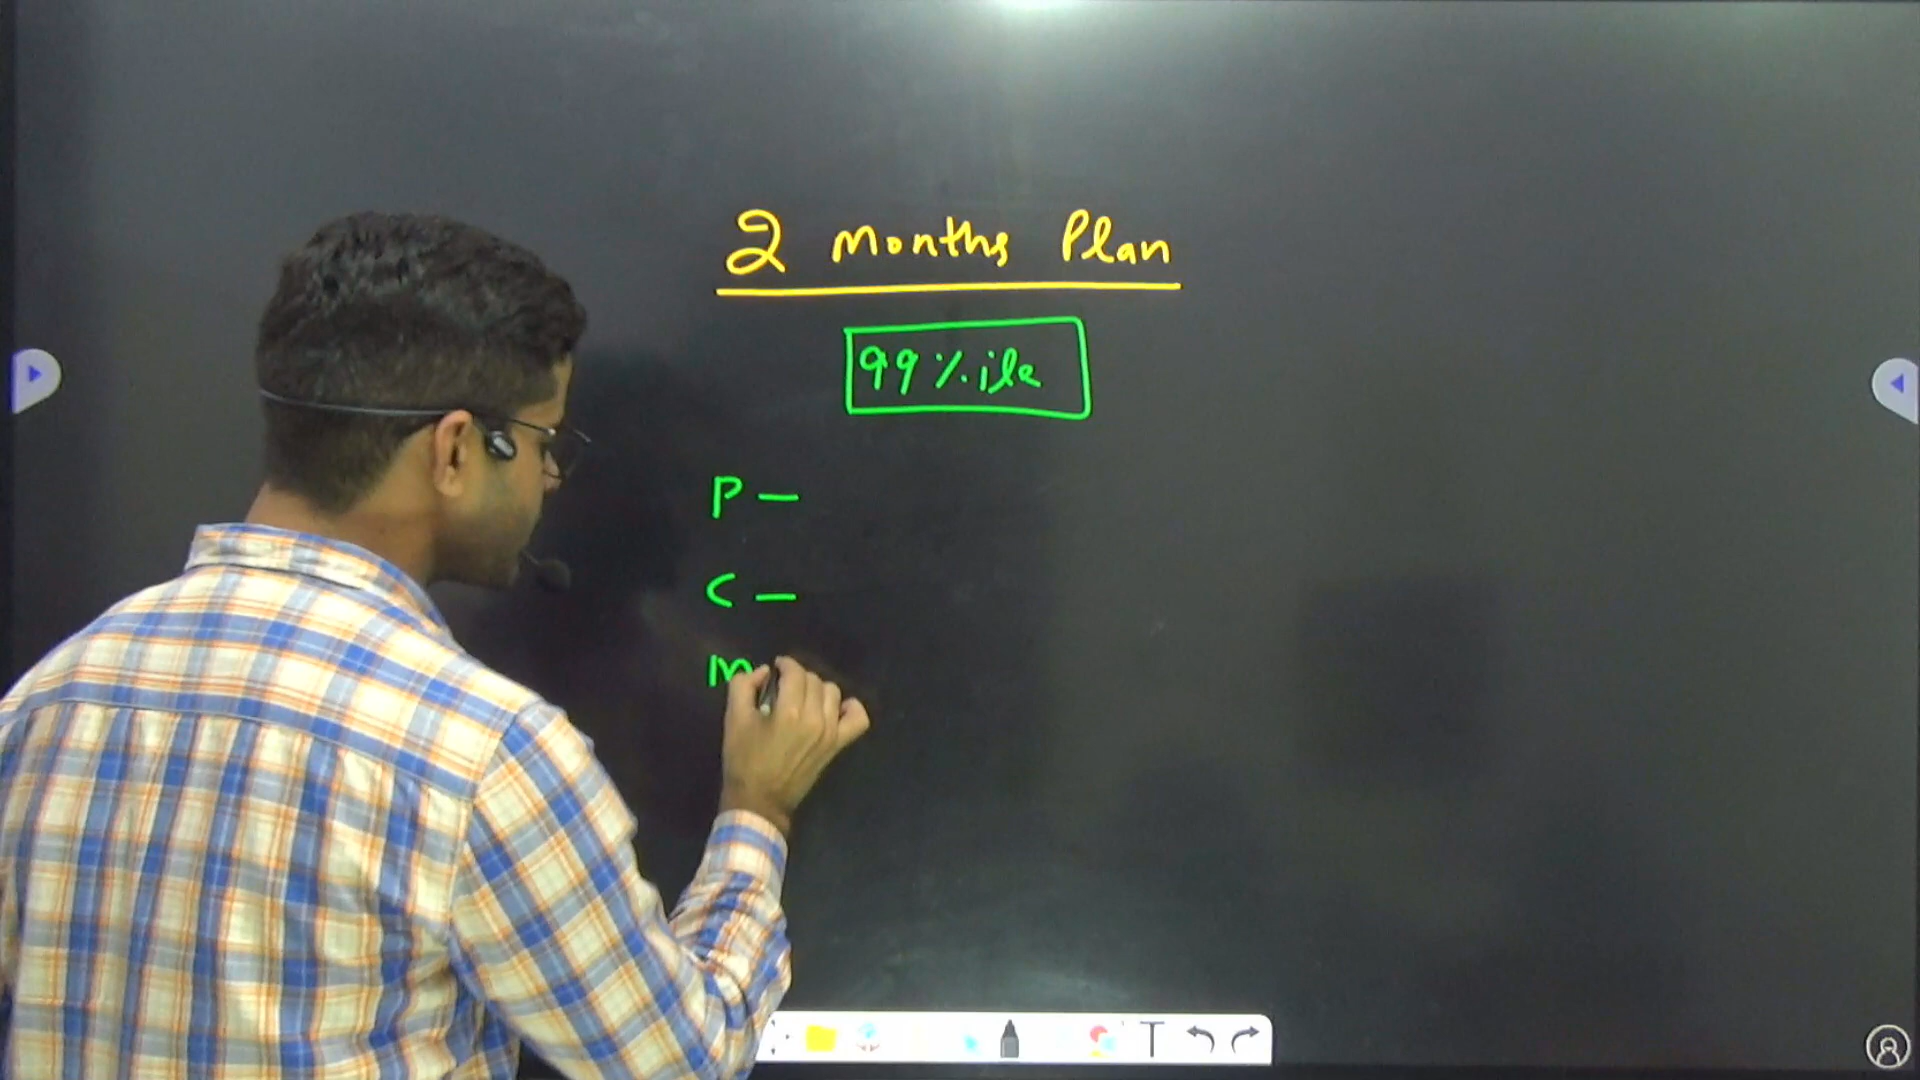 2 months Plan
99%ile
P —
C —
M
T